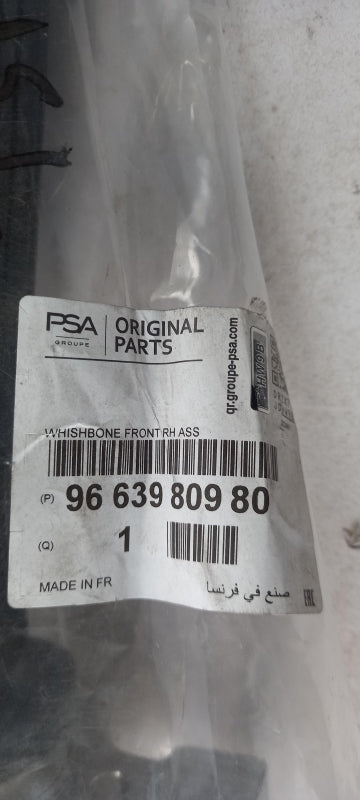 PSA
GROUPE
ORIGINAL
PARTS
qr.groupe-psa.com
WHISHBONE FRONT RH ASS
(P) 96 639 809 80
(Q) 1
MADE IN FR
صنع في فرنسا
EAC